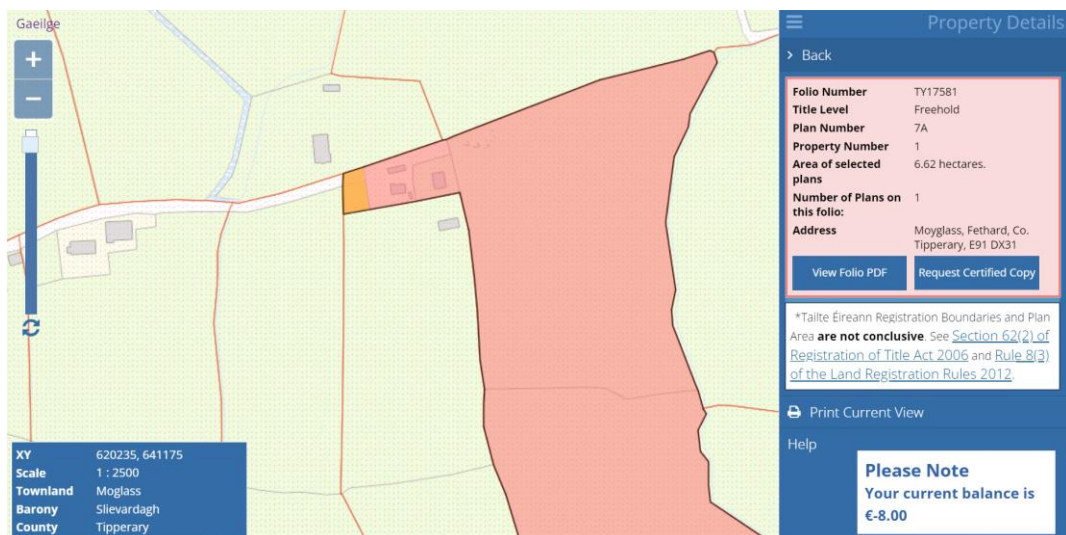 Gaeilge
+
−
Property Details
> Back
Folio Number TY17581
Title Level Freehold
Plan Number 7A
Property Number 1
Area of selected 6.62 hectares.
plans
Number of Plans on 1
this folio:
Address Moyglass, Fethard, Co.
Tipperary, E91 DX31
View Folio PDF Request Certified Copy
*Tailte Éireann Registration Boundaries and Plan
Area are not conclusive. See Section 62(2) of
Registration of Title Act 2006 and Rule 8(3)
of the Land Registration Rules 2012.
Print Current View
Help
Please Note
Your current balance is
€-8.00
XY 620235, 641175
Scale 1 : 2500
Townland Moglass
Barony Slievardagh
County Tipperary